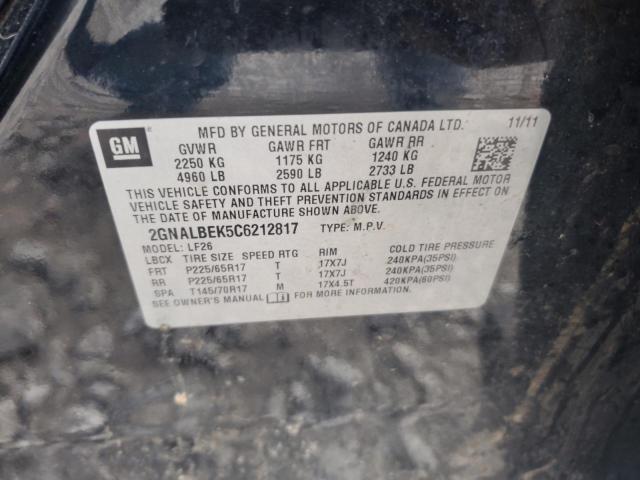 GM
MFD BY GENERAL MOTORS OF CANADA LTD. 11/11
GVWR GAWR FRT GAWR RR
2250 KG 1175 KG 1240 KG
4960 LB 2590 LB 2733 LB
THIS VEHICLE CONFORMS TO ALL APPLICABLE U.S. FEDERAL MOTOR
VEHICLE SAFETY AND THEFT PREVENTION STANDARDS IN EFFECT ON
THE DATE OF MANUFACTURE SHOWN ABOVE.
2GNALBEK5C6212817 TYPE: M.P.V.
MODEL: LF26
LBCX TIRE SIZE SPEED RTG RIM COLD TIRE PRESSURE
FRT P225/65R17 T 17X7J 240KPA(35PSI)
RR P225/65R17 T 17X7J 240KPA(35PSI)
SPA T145/70R17 M 17X4.5T 420KPA(60PSI)
SEE OWNER'S MANUAL FOR MORE INFORMATION.